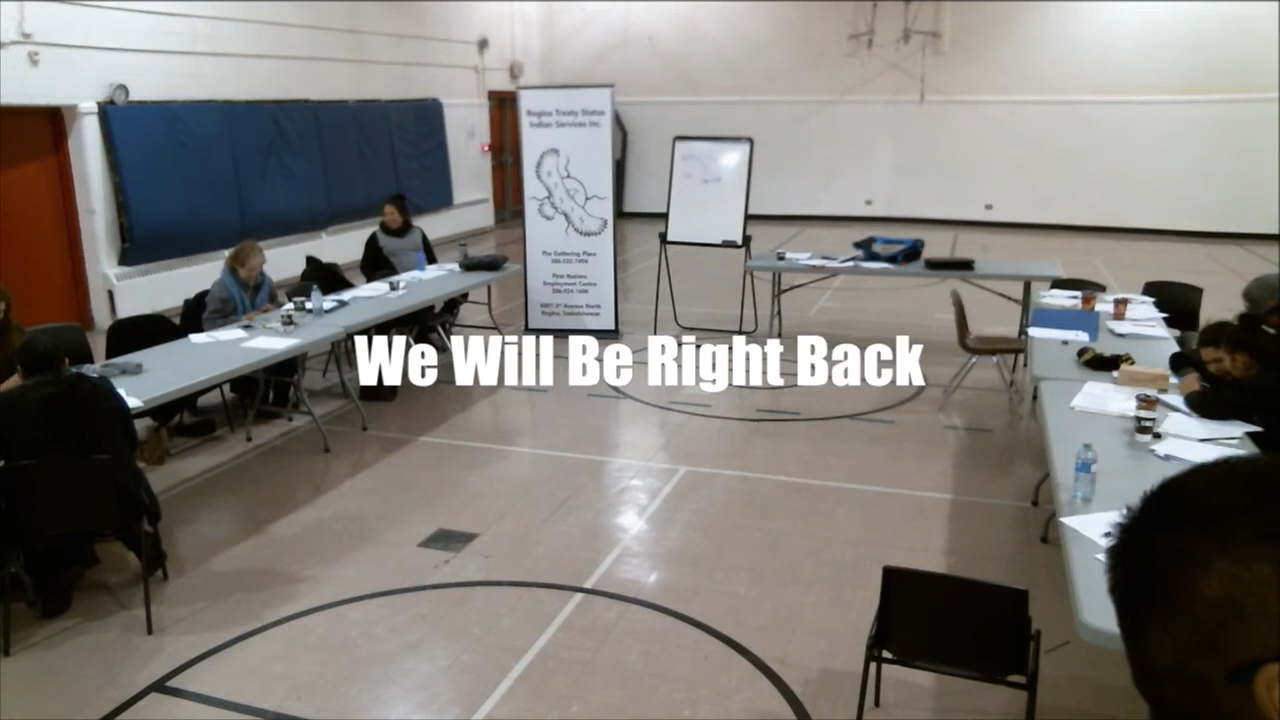 Regina Treaty Status
Indian Services Inc.
The Gathering Place
First Nations
Employment Centre
Regina, Saskatchewan
We Will Be Right Back